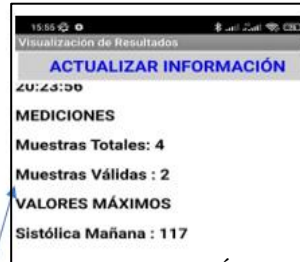 15:55
Visualización de Resultados
ACTUALIZAR INFORMACIÓN
20:23:56
MEDICIONES
Muestras Totales: 4
Muestras Válidas : 2
VALORES MÁXIMOS
Sistólica Mañana : 117